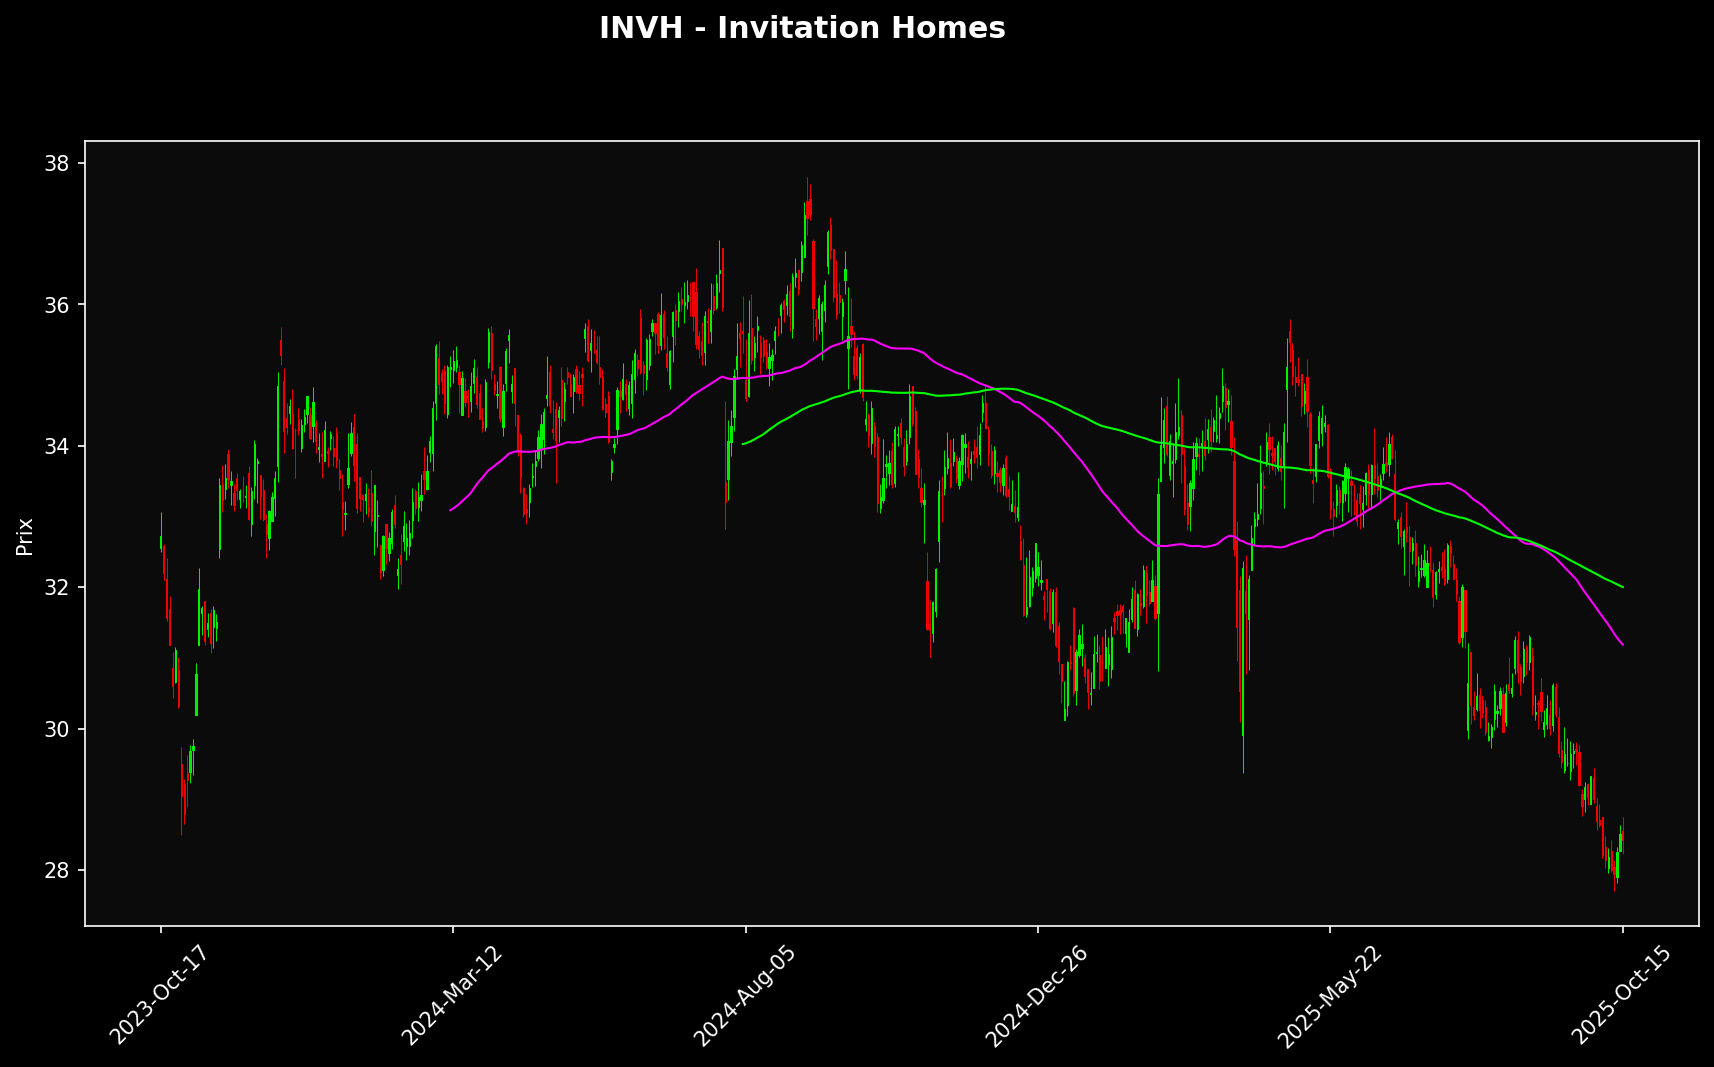 INVH - Invitation Homes
Prix
38
36
34
32
30
28
2023-Oct-17
2024-Mar-12
2024-Aug-05
2024-Dec-26
2025-May-22
2025-Oct-15